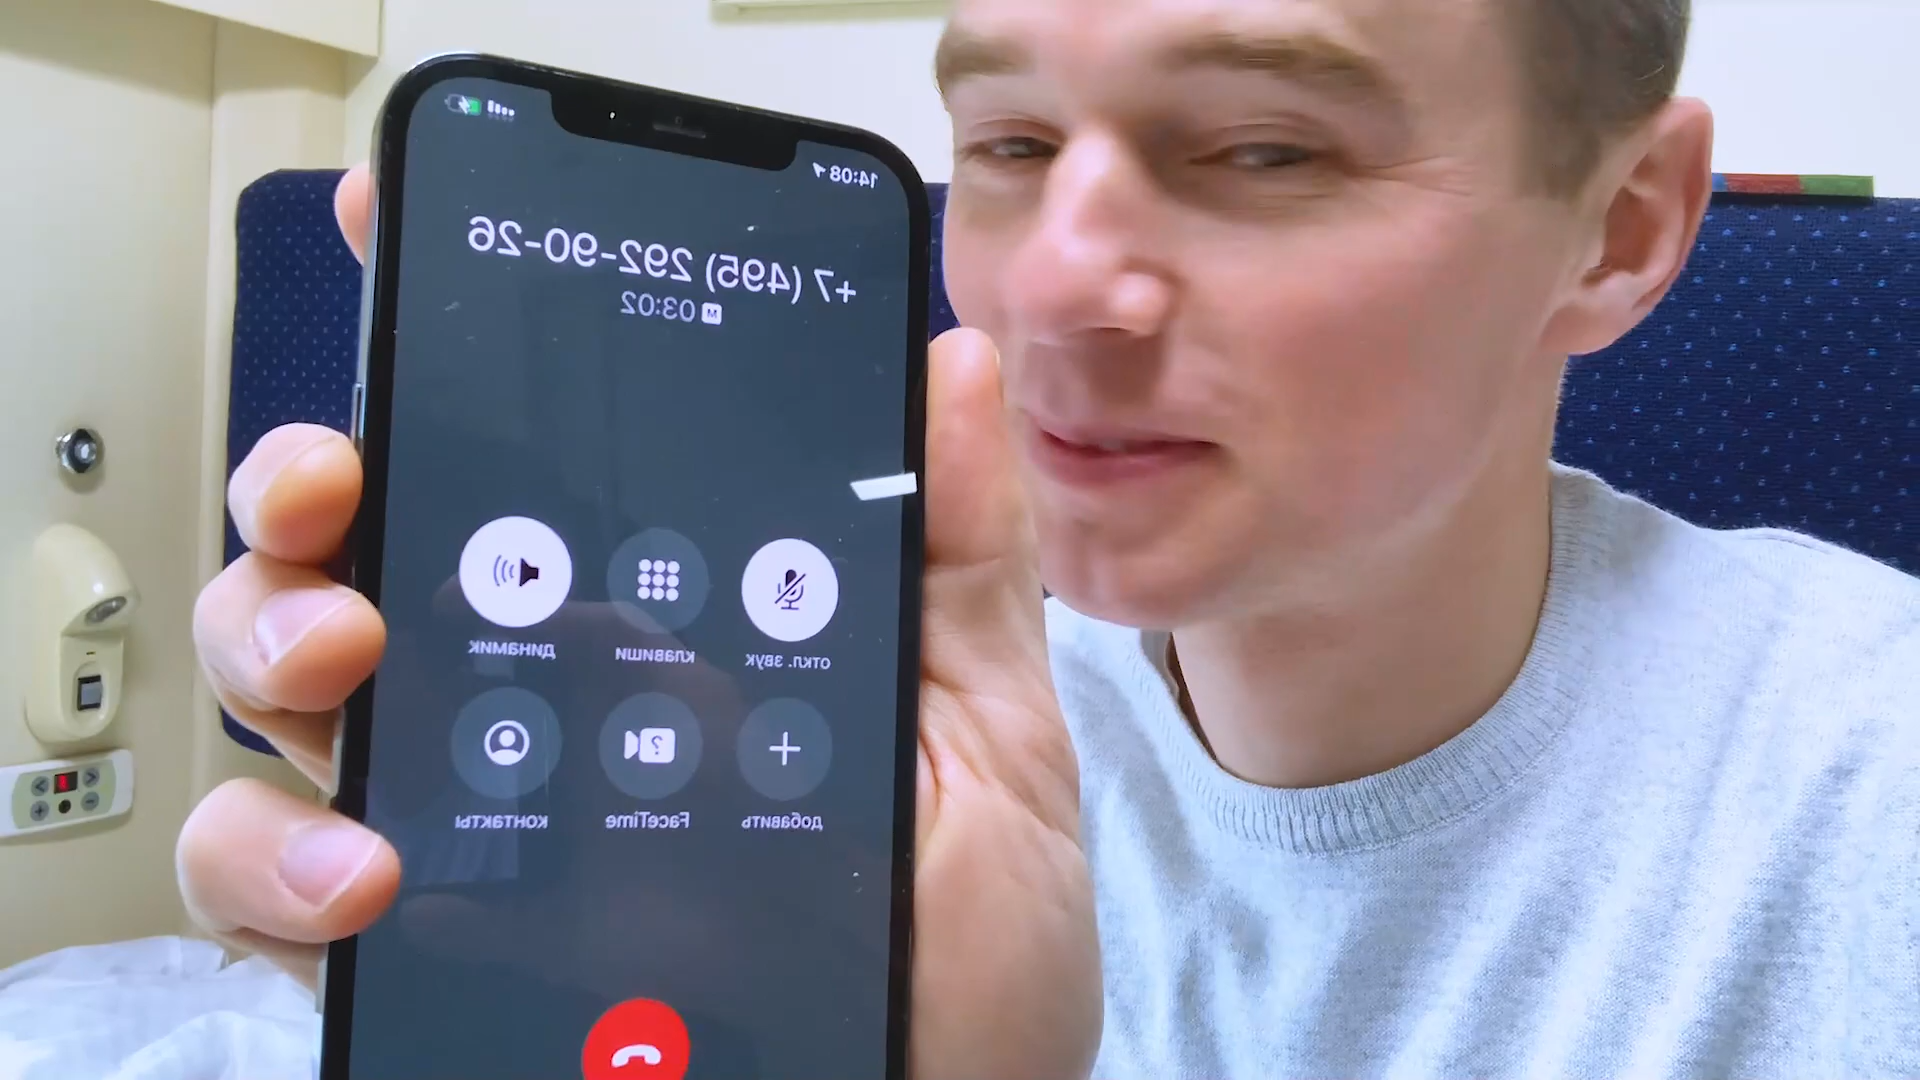 14:08
+7 (495) 292-90-26
M 03:02
откл. звук
клавиши
динамик
?
добавить
FaceTime
контакты